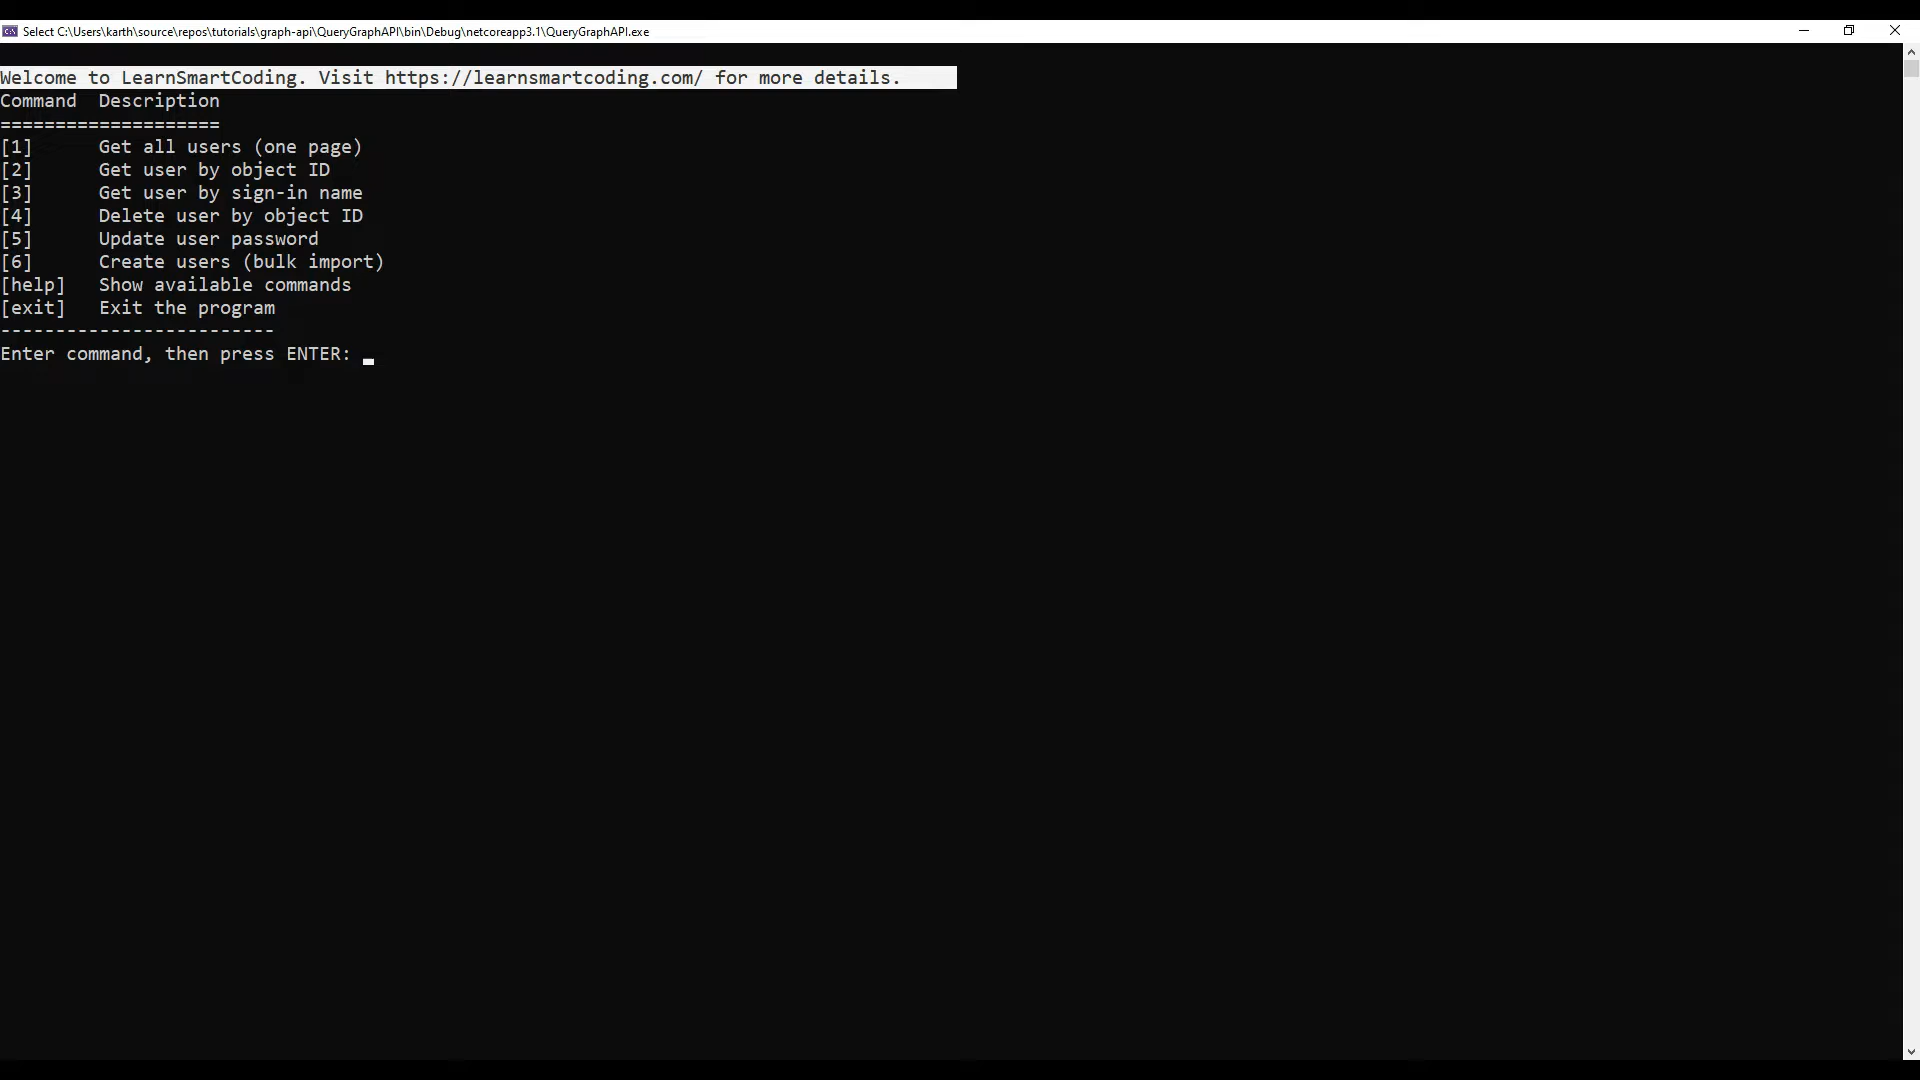 Select C:\Users\karth\source\repos\tutorials\graph-api\QueryGraphAPI\bin\Debug\netcoreapp3.1\QueryGraphAPI.exe
Welcome to LearnSmartCoding. Visit https://learnsmartcoding.com/ for more details.
Command  Description
====================
[1]      Get all users (one page)
[2]      Get user by object ID
[3]      Get user by sign-in name
[4]      Delete user by object ID
[5]      Update user password
[6]      Create users (bulk import)
[help]   Show available commands
[exit]   Exit the program
-------------------------
Enter command, then press ENTER: